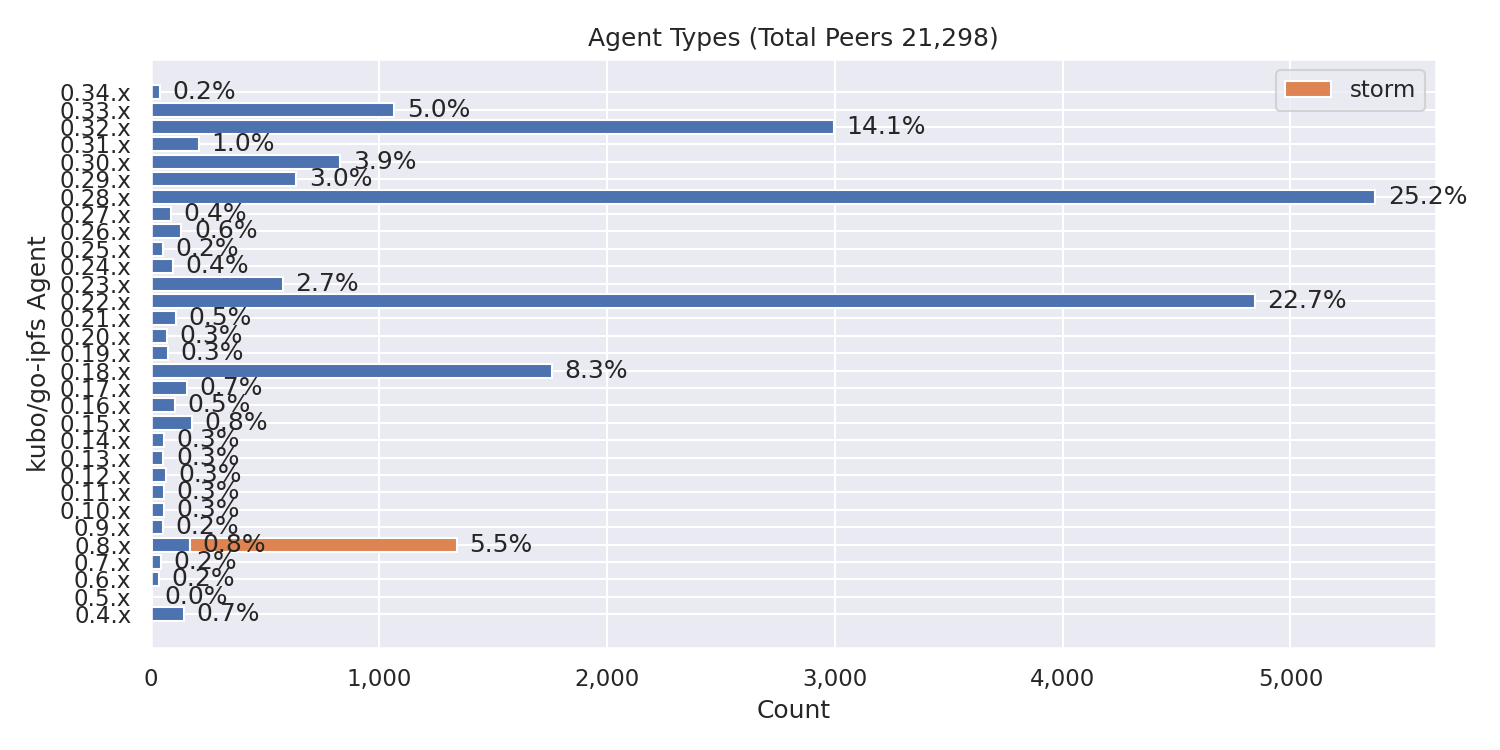 Agent Types (Total Peers 21,298)
storm
kubo/go-ipfs Agent
0.34.x 0.2%
0.33.x 5.0%
0.32.x 14.1%
0.31.x 1.0%
0.30.x 3.9%
0.29.x 3.0%
0.28.x 25.2%
0.27.x 0.4%
0.26.x 0.6%
0.25.x 0.2%
0.24.x 0.4%
0.23.x 2.7%
0.22.x 22.7%
0.21.x 0.5%
0.20.x 0.3%
0.19.x 0.3%
0.18.x 8.3%
0.17.x 0.7%
0.16.x 0.5%
0.15.x 0.8%
0.14.x 0.3%
0.13.x 0.3%
0.12.x 0.3%
0.11.x 0.3%
0.10.x 0.3%
0.9.x 0.2%
0.8.x 0.8% 5.5%
0.7.x 0.2%
0.6.x 0.2%
0.5.x 0.0%
0.4.x 0.7%
0 1,000 2,000 3,000 4,000 5,000
Count